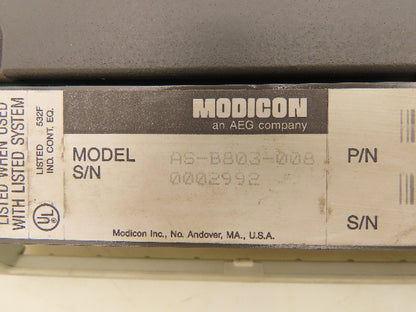 LISTED WHEN USED
WITH LISTED SYSTEM
LISTED 532F
IND. CONT. EQ.
UL
MODICON
an AEG company
MODEL AS-B803-008
S/N 0002992
P/N
S/N
Modicon Inc., No. Andover, MA., U.S.A.